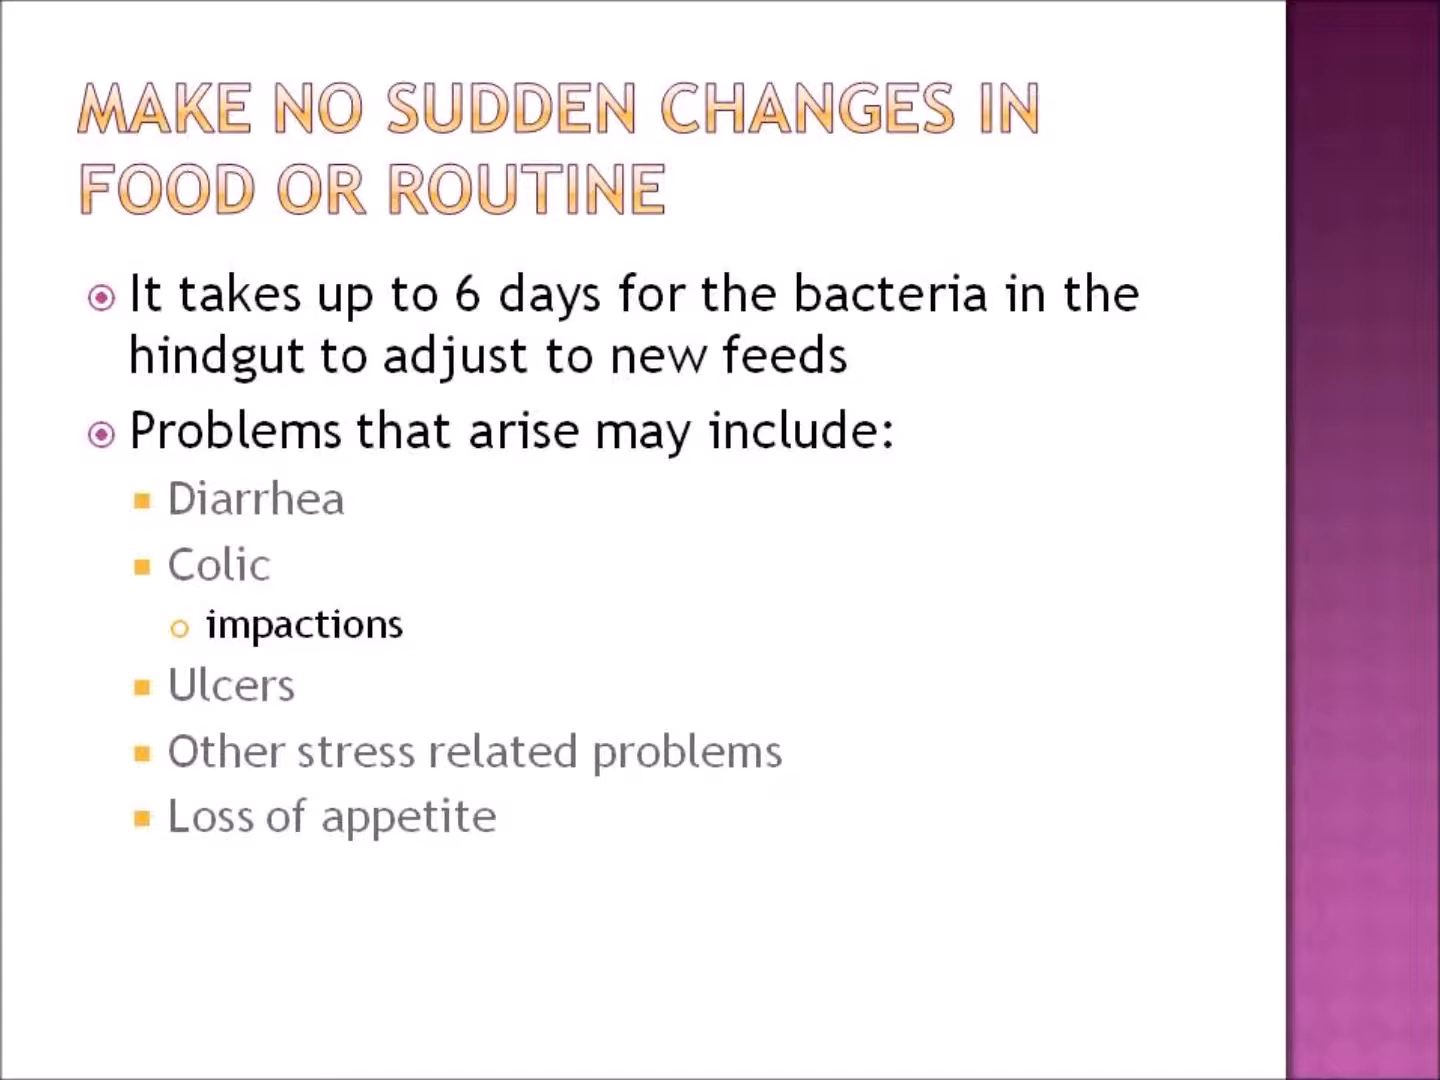 MAKE NO SUDDEN CHANGES IN
FOOD OR ROUTINE
It takes up to 6 days for the bacteria in the
hindgut to adjust to new feeds
Problems that arise may include:
Diarrhea
Colic
impactions
Ulcers
Other stress related problems
Loss of appetite